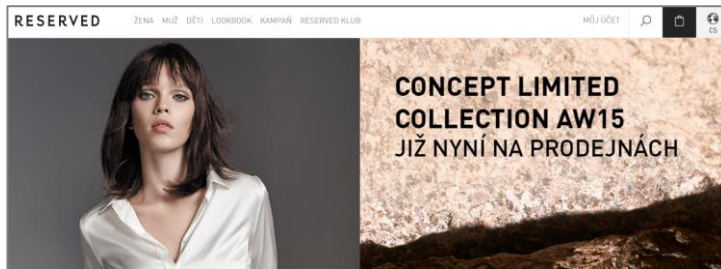 RESERVED ŽENA MUŽ DĚTI LOOKBOOK KAMPAŇ RESERVED KLUB MŮJ ÚČET
CS
CONCEPT LIMITED
COLLECTION AW15
JIŽ NYNÍ NA PRODEJNÁCH